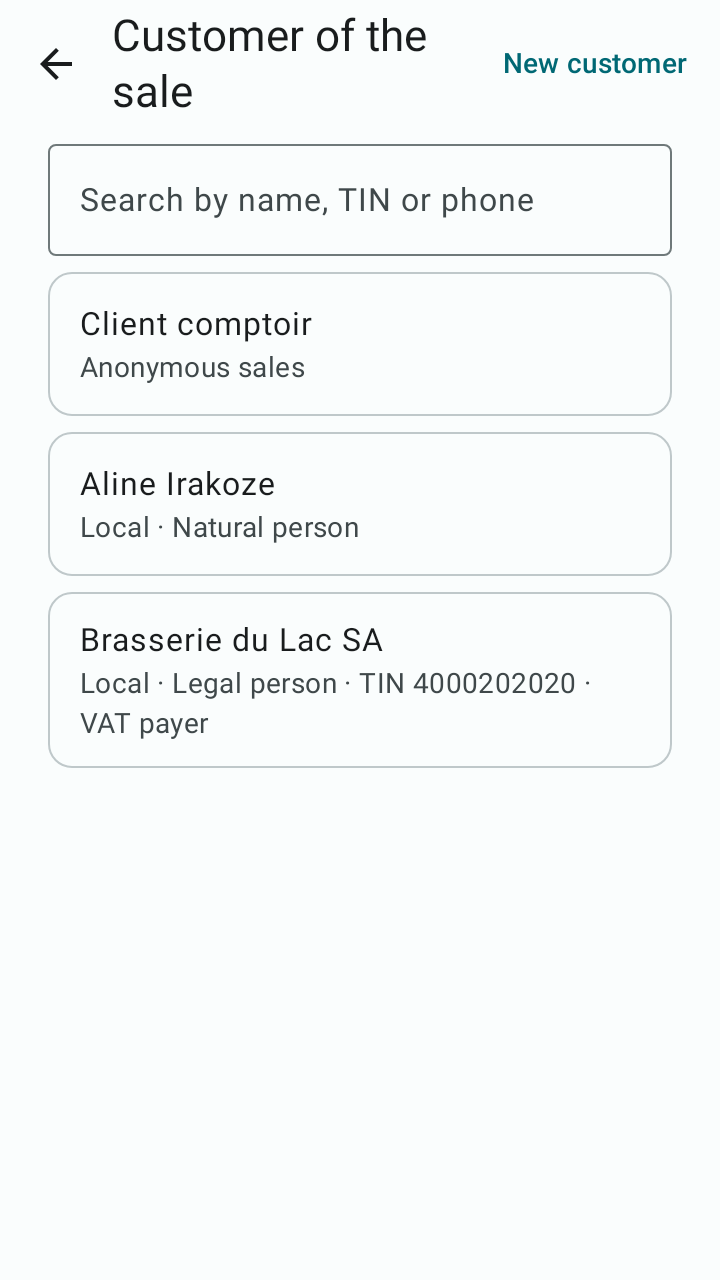 Customer of the
sale
New customer
Search by name, TIN or phone
Client comptoir
Anonymous sales
Aline Irakoze
Local · Natural person
Brasserie du Lac SA
Local · Legal person · TIN 4000202020 ·
VAT payer